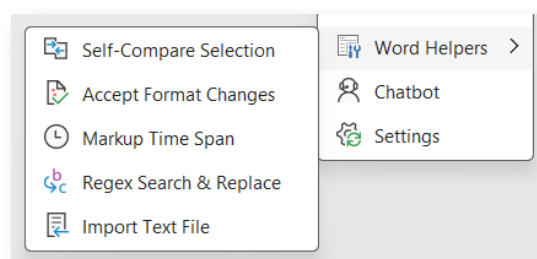 Self-Compare Selection
Accept Format Changes
Markup Time Span
Regex Search & Replace
Import Text File
Word Helpers
Chatbot
Settings